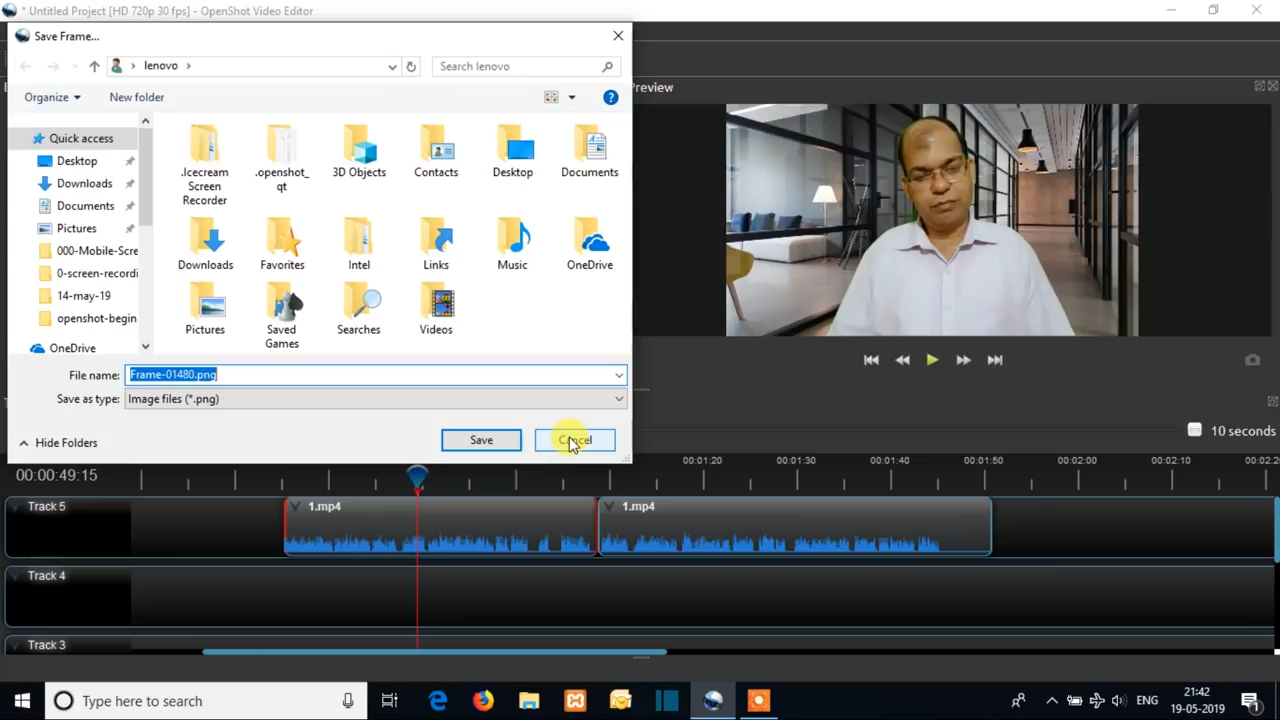 * Untitled Project [HD 720p 30 fps] - OpenShot Video Editor
Save Frame...
lenovo
Search lenovo
Organize
New folder
Preview
Quick access
Desktop
Downloads
Documents
Pictures
000-Mobile-Scre
0-screen-recordi
14-may-19
openshot-begin
OneDrive
.Icecream Screen Recorder
.openshot_qt
3D Objects
Contacts
Desktop
Documents
Downloads
Favorites
Intel
Links
Music
OneDrive
Pictures
Saved Games
Searches
Videos
File name: Frame-01480.png
Save as type: Image files (*.png)
Hide Folders
Save
Cancel
10 seconds
00:00:49:15
00:01:20
00:01:30
00:01:40
00:01:50
00:02:00
00:02:10
00:02:2
Track 5
1.mp4
1.mp4
Track 4
Track 3
Type here to search
ENG
21:42
19-05-2019
1